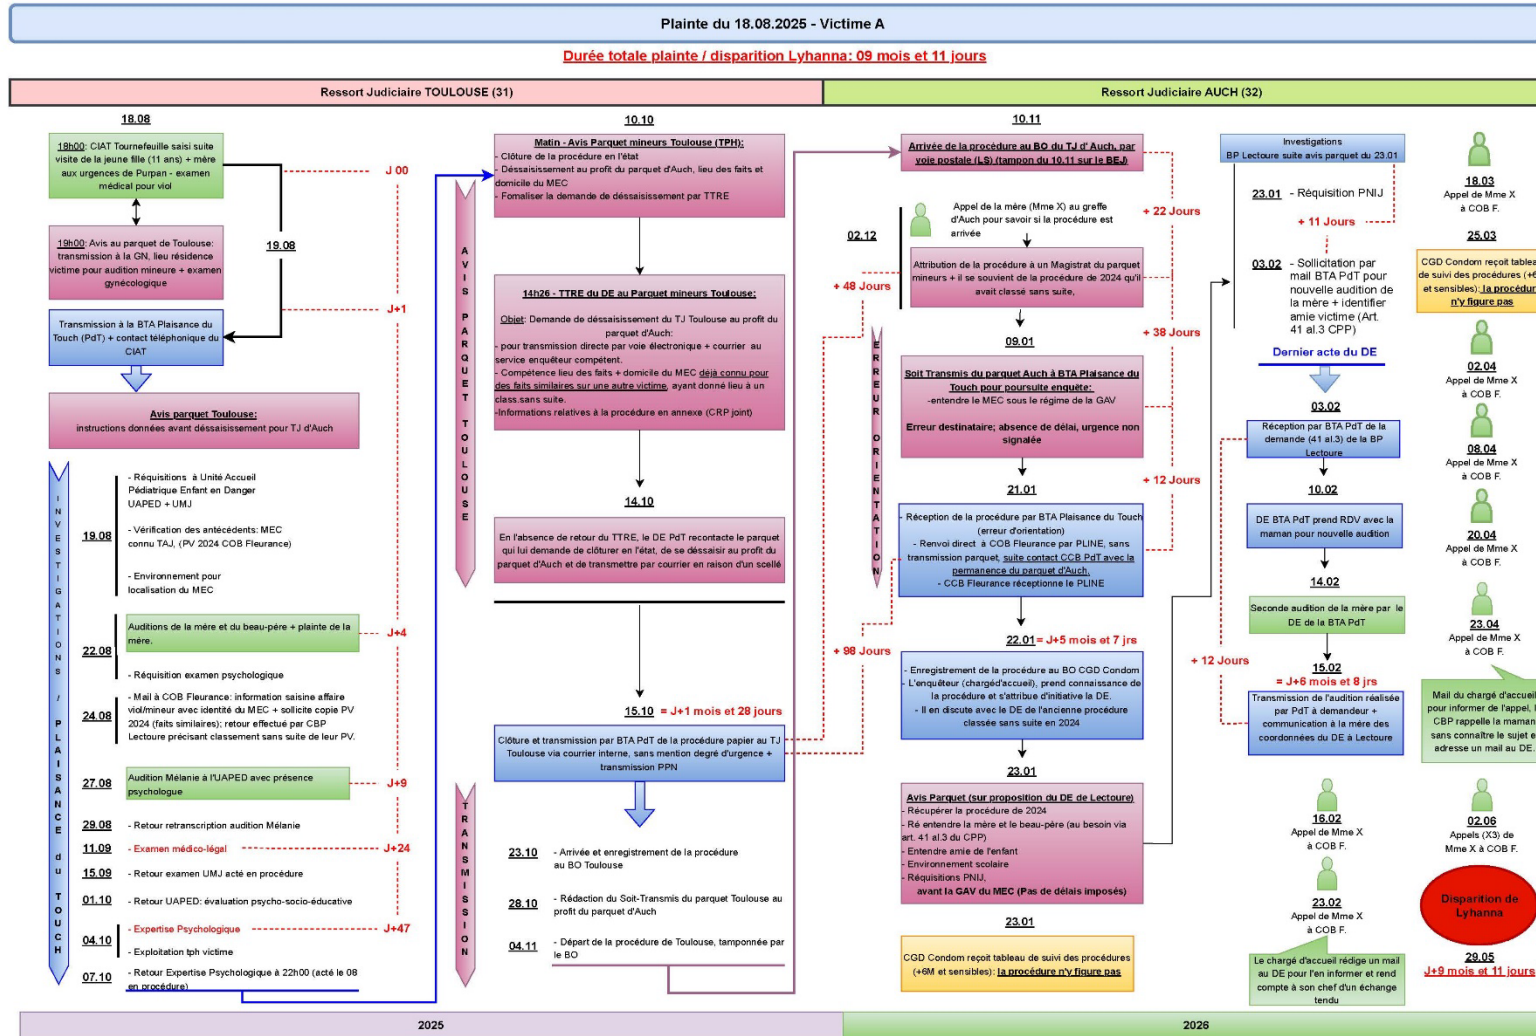 Plainte du 18.08.2025 - Victime A
Durée totale plainte / disparition Lyhanna: 09 mois et 11 jours
Ressort Judiciaire TOULOUSE (31)
Ressort Judiciaire AUCH (32)
18.08
18h00: CIAT Tournefeuille saisi suite
visite de la jeune fille (11 ans) + mère
aux urgences de Purpan - examen
médical pour viol
J 00
19h00: Avis au parquet de Toulouse:
transmission à la GN, lieu résidence
victime pour audition mineure + examen
gynécologique
19.08
J+1
Transmission à la BTA Plaisance du
Touch (PdT) + contact téléphonique du
CIAT
Avis parquet Toulouse:
instructions données avant déssaisissement pour TJ d'Auch
INVESTIGATIONS / PLAISANCE du TOUCH
19.08
- Réquisitions à Unité Accueil
Pédiatrique Enfant en Danger
UAPED + UMJ
- Vérification des antécédents: MEC
connu TAJ, (PV 2024 COB Fleurance)
- Environnement pour
localisation du MEC
22.08
Auditions de la mère et du beau-père + plainte de la
mère.
J+4
- Réquisition examen psychologique
24.08
- Mail à COB Fleurance: information saisine affaire
viol/mineur avec identité du MEC + sollicite copie PV
2024 (faits similaires); retour effectué par CBP
Lectoure précisant classement sans suite de leur PV.
27.08
Audition Mélanie à l'UAPED avec présence
psychologue
J+9
29.08
- Retour retranscription audition Mélanie
11.09
- Examen médico-légal
J+24
15.09
- Retour examen UMJ acté en procédure
01.10
- Retour UAPED: évaluation psycho-socio-éducative
04.10
- Expertise Psychologique
J+47
- Exploitation tph victime
07.10
- Retour Expertise Psychologique à 22h00 (acté le 08
en procédure)
10.10
Matin - Avis Parquet mineurs Toulouse (TPH):
- Clôture de la procédure en l'état
- Déssaisissement au profit du parquet d'Auch, lieu des faits et
domicile du MEC
- Fomaliser la demande de déssaisissement par TTRE
AVIS PARQUET TOULOUSE
14h26 - TTRE du DE au Parquet mineurs Toulouse:
Objet: Demande de déssaisissement du TJ Toulouse au profit du
parquet d'Auch:
- pour transmission directe par voie électronique + courrier au
service enquêteur compétent.
- Compétence lieu des faits + domicile du MEC déjà connu pour
des faits similaires sur une autre victime, ayant donné lieu à un
class.sans suite.
-Informations relatives à la procédure en annexe (CRP joint)
14.10
En l'absence de retour du TTRE, le DE PdT recontacte le parquet
qui lui demande de clôturer en l'état, de se déssaisir au profit du
parquet d'Auch et de transmettre par courrier en raison d'un scellé
15.10 = J+1 mois et 28 jours
Clôture et transmission par BTA PdT de la procédure papier au TJ
Toulouse via courrier interne, sans mention degré d'urgence +
transmission PPN
TRANSMISSION
23.10
- Arrivée et enregistrement de la procédure
au BO Toulouse
28.10
- Rédaction du Soit-Transmis du parquet Toulouse au
profit du parquet d'Auch
04.11
- Départ de la procédure de Toulouse, tamponnée par
le BO
10.11
Arrivée de la procédure au BO du TJ d' Auch, par
voie postale (LS) (tampon du 10.11 sur le BEJ)
+ 22 Jours
02.12
Appel de la mère (Mme X) au greffe
d'Auch pour savoir si la procédure est
arrivée
+ 48 Jours
Attribution de la procédure à un Magistrat du parquet
mineurs + il se souvient de la procédure de 2024 qu'il
avait classé sans suite,
+ 38 Jours
ERREUR ORIENTATION
09.01
Soit Transmis du parquet Auch à BTA Plaisance du
Touch pour poursuite enquête:
-entendre le MEC sous le régime de la GAV
Erreur destinataire; absence de délai, urgence non
signalée
+ 12 Jours
21.01
- Réception de la procédure par BTA Plaisance du Touch
(erreur d'orientation)
- Renvoi direct à COB Fleurance par PLINE, sans
transmission parquet, suite contact CCB PdT avec la
permanence du parquet d'Auch,
- CCB Fleurance réceptionne le PLINE
+ 98 Jours
22.01 = J+5 mois et 7 jrs
- Enregistrement de la procédure au BO CGD Condom
- L'enquêteur (chargéd'accueil), prend connaissance de
la procédure et s'attribue d'initiative la DE.
- Il en discute avec le DE de l'ancienne procédure
classée sans suite en 2024
23.01
Avis Parquet (sur proposition du DE de Lectoure)
- Récupérer la procédure de 2024
- Ré entendre la mère et le beau-père (au besoin via
art. 41 al.3 du CPP)
- Entendre amie de l'enfant
- Environnement scolaire
- Réquisitions PNIJ,
avant la GAV du MEC (Pas de délais imposés)
23.01
CGD Condom reçoit tableau de suivi des procédures
(+6M et sensibles): la procédure n'y figure pas
Investigations
BP Lectoure suite avis parquet du 23.01
23.01 - Réquisition PNIJ
+ 11 Jours
03.02 - Sollicitation par
mail BTA PdT pour
nouvelle audition de
la mère + identifier
amie victime (Art.
41 al.3 CPP)
Dernier acte du DE
03.02
Réception par BTA PdT de la
demande (41 al.3) de la BP
Lectoure
10.02
DE BTA PdT prend RDV avec la
maman pour nouvelle audition
14.02
Seconde audition de la mère par le
DE de la BTA PdT
+ 12 Jours
15.02
= J+6 mois et 8 jrs
Transmission de l'audition réalisée
par PdT à demandeur +
communication à la mère des
coordonnées du DE à Lectoure
16.02
Appel de Mme X
à COB F.
23.02
Appel de Mme X
à COB F.
Le chargé d'accueil rédige un mail
au DE pour l'en informer et rend
compte à son chef d'un échange
tendu
18.03
Appel de Mme X
à COB F.
25.03
CGD Condom reçoit tableau
de suivi des procédures (+6
et sensibles): la procédure
n'y figure pas
02.04
Appel de Mme X
à COB F.
08.04
Appel de Mme X
à COB F.
20.04
Appel de Mme X
à COB F.
23.04
Appel de Mme X
à COB F.
Mail du chargé d'accueil
pour informer de l'appel, l
CBP rappelle la maman
sans connaître le sujet e
adresse un mail au DE.
02.06
Appels (X3) de
Mme X à COB F.
Disparition de
Lyhanna
29.05
J+9 mois et 11 jours
2025
2026